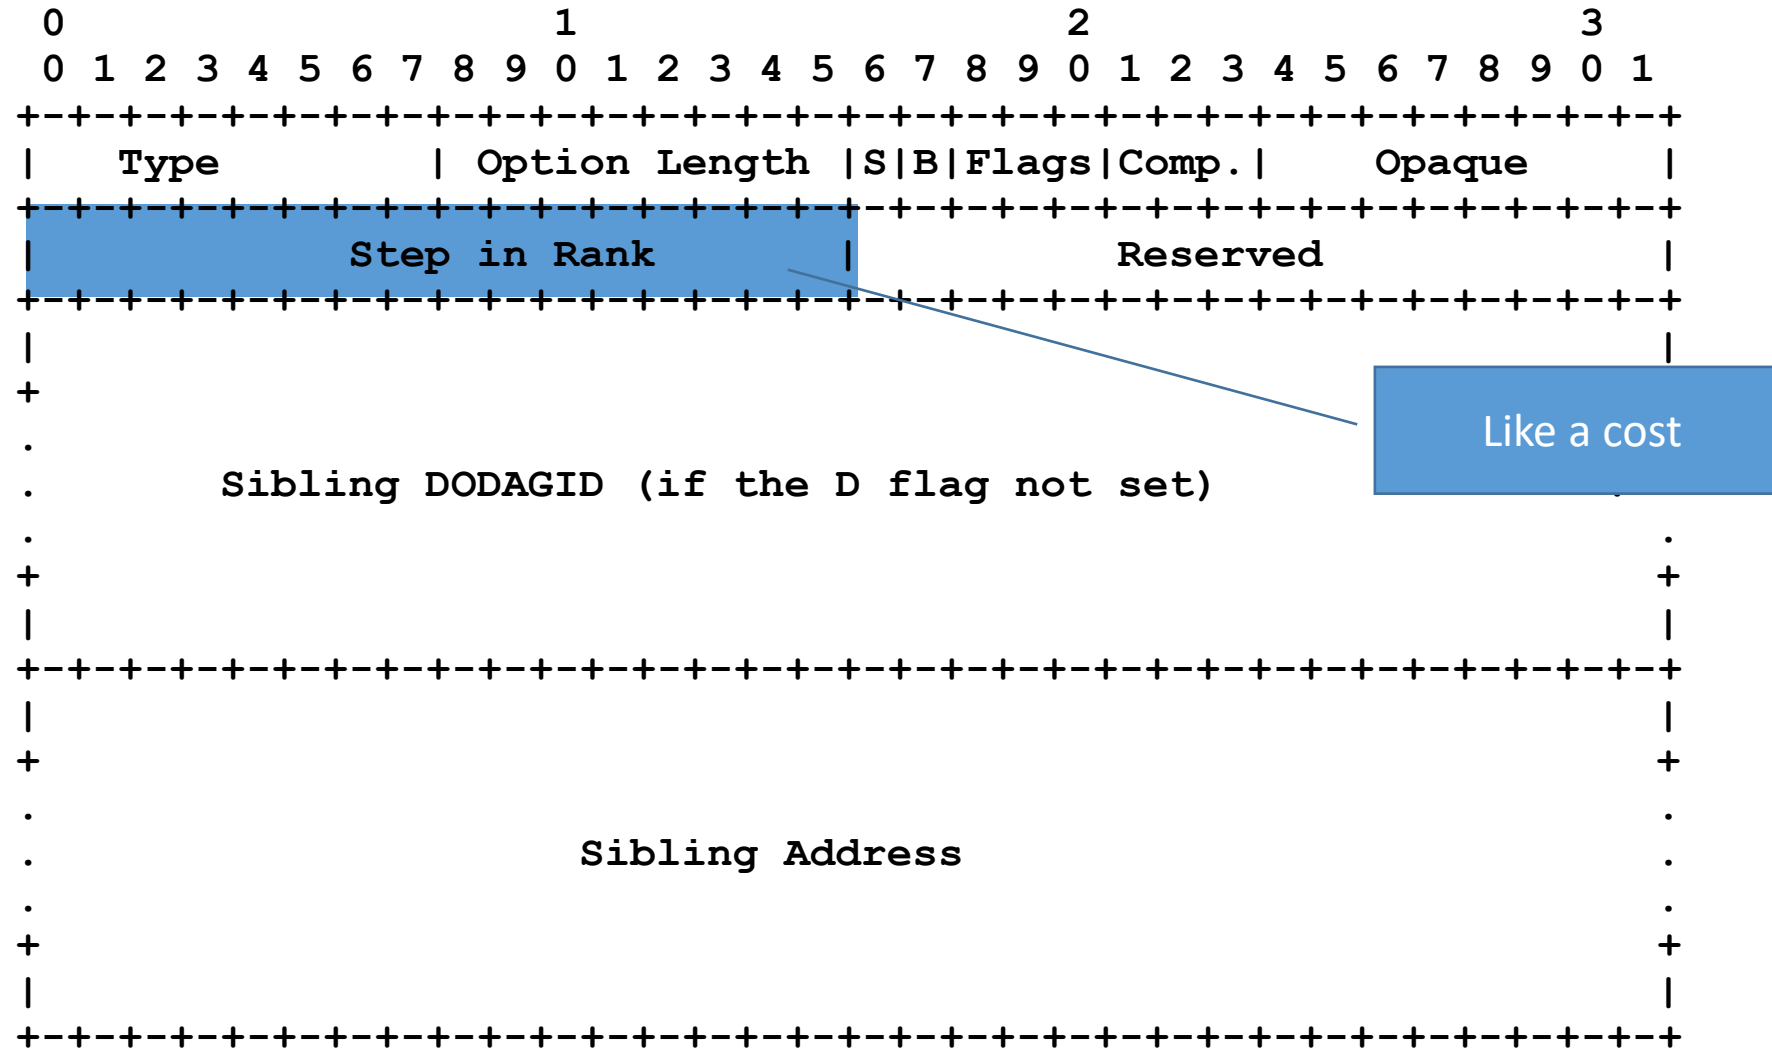 0                   1                   2                   3
0 1 2 3 4 5 6 7 8 9 0 1 2 3 4 5 6 7 8 9 0 1 2 3 4 5 6 7 8 9 0 1
+-+-+-+-+-+-+-+-+-+-+-+-+-+-+-+-+-+-+-+-+-+-+-+-+-+-+-+-+-+-+-+-+
|   Type        | Option Length |S|B|Flags|Comp.|    Opaque     |
+-+-+-+-+-+-+-+-+-+-+-+-+-+-+-+-+-+-+-+-+-+-+-+-+-+-+-+-+-+-+-+-+
|            Step in Rank       |          Reserved             |
+-+-+-+-+-+-+-+-+-+-+-+-+-+-+-+-+-+-+-+-+-+-+-+-+-+-+-+-+-+-+-+-+
|                                                               |
+
Like a cost
.
.       Sibling DODAGID (if the D flag not set)               .
.                                                               .
+                                                               +
|                                                               |
+-+-+-+-+-+-+-+-+-+-+-+-+-+-+-+-+-+-+-+-+-+-+-+-+-+-+-+-+-+-+-+-+
|                                                               |
+                                                               +
.                                                               .
.                     Sibling Address                           .
.                                                               .
+                                                               +
|                                                               |
+-+-+-+-+-+-+-+-+-+-+-+-+-+-+-+-+-+-+-+-+-+-+-+-+-+-+-+-+-+-+-+-+